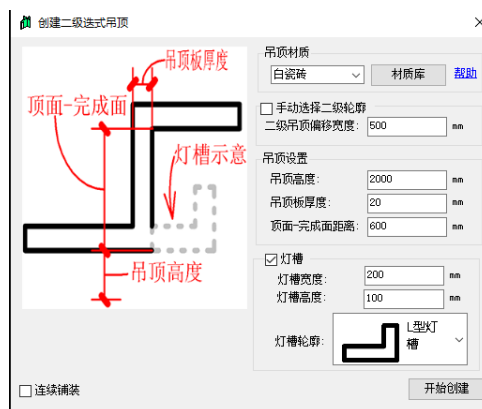 创建二级迭式吊顶
吊顶板厚度
顶面-完成面
灯槽示意
吊顶高度
吊顶材质
白瓷砖
材质库
帮助
手动选择二级轮廓
二级吊顶偏移宽度: 500 mm
吊顶设置
吊顶高度: 2000 mm
吊顶板厚度: 20 mm
顶面-完成面距离: 600 mm
灯槽
灯槽宽度: 200 mm
灯槽高度: 100 mm
灯槽轮廓:
L型灯
槽
连续铺装
开始创建